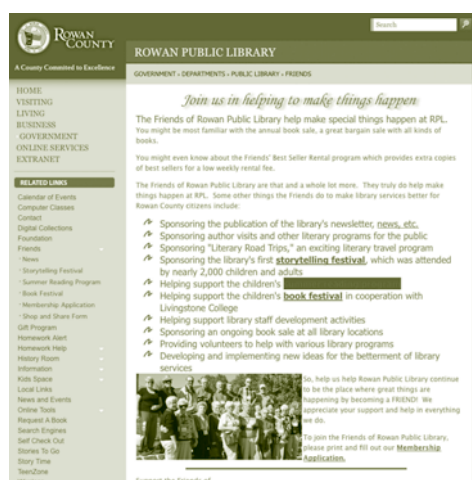 Search
ROWAN
COUNTY
A County Committed to Excellence
ROWAN PUBLIC LIBRARY
GOVERNMENT › DEPARTMENTS › PUBLIC LIBRARY › FRIENDS
HOME
VISITING
LIVING
BUSINESS
GOVERNMENT
ONLINE SERVICES
EXTRANET
RELATED LINKS
Calendar of Events
Computer Classes
Contact
Digital Collections
Foundation
Friends
News
Storytelling Festival
Summer Reading Program
Book Festival
Membership Application
Shop and Share Form
Gift Program
Homework Alert
Homework Help
History Room
Information
Kids Space
Local Links
News and Events
Online Tools
Request A-Book
Search Engines
Self Check Out
Stories To Go
Story Time
TeenZone
Join us in helping to make things happen
The Friends of Rowan Public Library help make special things happen at RPL.
You might be most familiar with the annual book sale, a great bargain sale with all kinds of
books.
You might even know about the Friends' Best Seller Rental program which provides extra copies
of best sellers for a low weekly rental fee.
The Friends of Rowan Public Library are that and a whole lot more. They truly do help make
things happen at RPL. Some other things the Friends do to make library services better for
Rowan County citizens include:
Sponsoring the publication of the library's newsletter, news, etc.
Sponsoring author visits and other literary programs for the public
Sponsoring "Literary Road Trips," an exciting literary travel program
Sponsoring the library's first storytelling festival, which was attended
by nearly 2,000 children and adults
Helping support the children's
Helping support the children's book festival in cooperation with
Livingstone College
Helping support library staff development activities
Sponsoring an ongoing book sale at all library locations
Providing volunteers to help with various library programs
Developing and implementing new ideas for the betterment of library
services
So, help us help Rowan Public Library continue
to be the place where great things are
happening by becoming a FRIEND! We
appreciate your support and help in everything
we do.
To join the Friends of Rowan Public Library,
please print and fill out our Membership
Application.